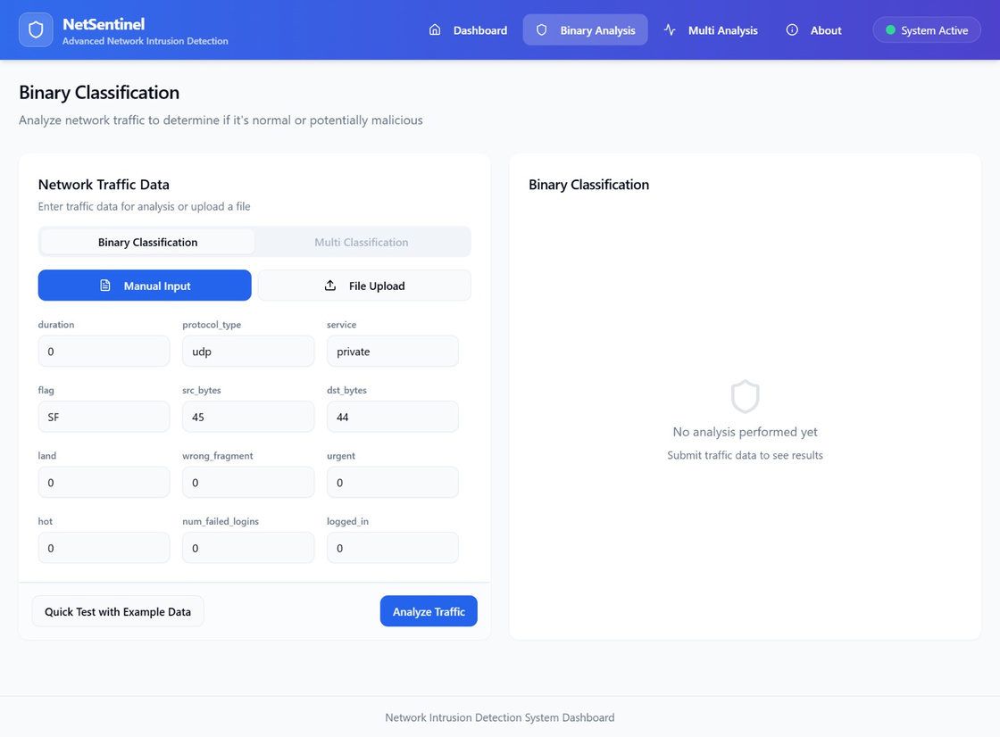 NetSentinel
Advanced Network Intrusion Detection
Dashboard
Binary Analysis
Multi Analysis
About
System Active
Binary Classification
Analyze network traffic to determine if it's normal or potentially malicious
Network Traffic Data
Enter traffic data for analysis or upload a file
Binary Classification
Multi Classification
Manual Input
File Upload
duration
protocol_type
service
0
udp
private
flag
src_bytes
dst_bytes
SF
45
44
land
wrong_fragment
urgent
0
0
0
hot
num_failed_logins
logged_in
0
0
0
Quick Test with Example Data
Analyze Traffic
Binary Classification
No analysis performed yet
Submit traffic data to see results
Network Intrusion Detection System Dashboard